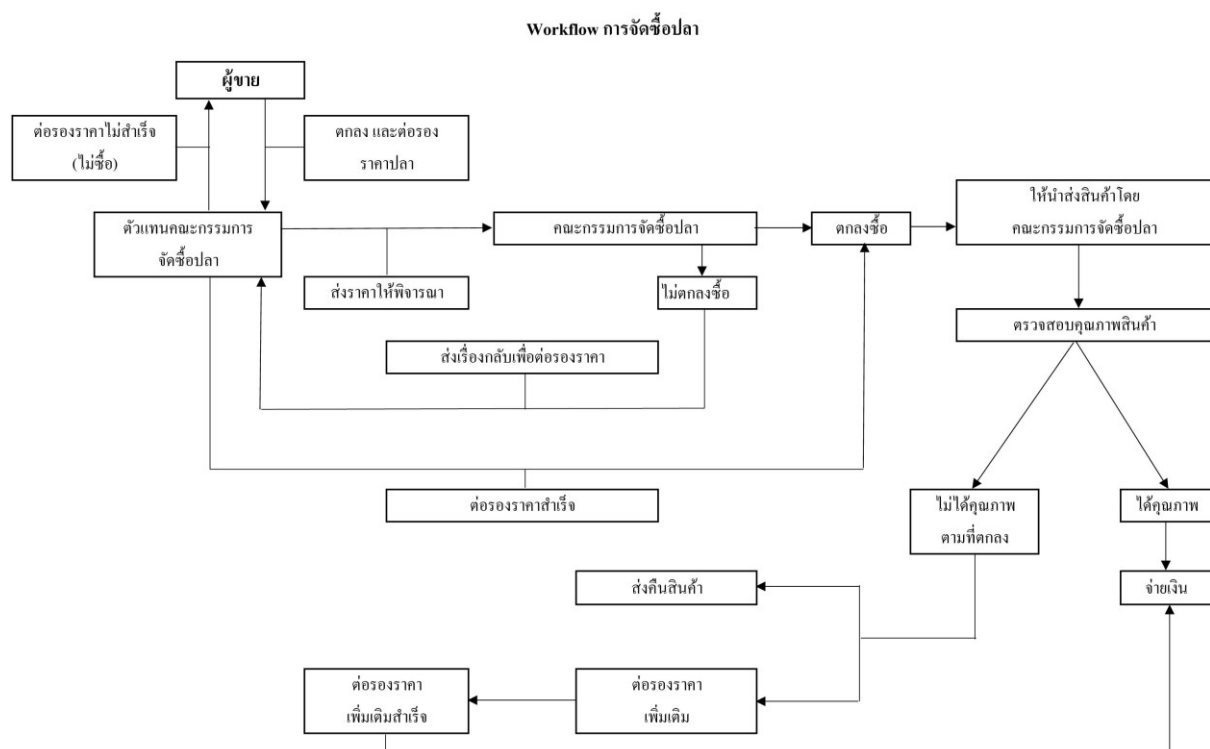 Workflow การจัดซื้อปลา
ผู้ขาย
ต่อรองราคาไม่สำเร็จ
(ไม่ซื้อ)
ตกลง และต่อรอง
ราคาปลา
ตัวแทนคณะกรรมการ
จัดซื้อปลา
คณะกรรมการจัดซื้อปลา
ตกลงซื้อ
ให้นำส่งสินค้าโดย
คณะกรรมการจัดซื้อปลา
ส่งราคาให้พิจารณา
ไม่ตกลงซื้อ
ตรวจสอบคุณภาพสินค้า
ส่งเรื่องกลับเพื่อต่อรองราคา
ต่อรองราคาสำเร็จ
ไม่ได้คุณภาพ
ตามที่ตกลง
ได้คุณภาพ
ส่งคืนสินค้า
จ่ายเงิน
ต่อรองราคา
เพิ่มเติมสำเร็จ
ต่อรองราคา
เพิ่มเติม